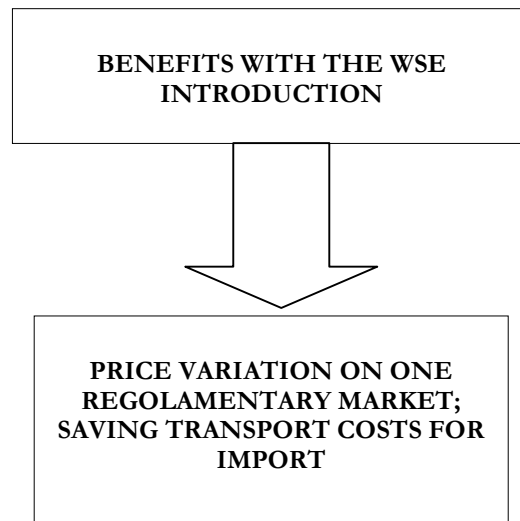 BENEFITS WITH THE WSE
INTRODUCTION
PRICE VARIATION ON ONE
REGOLAMENTARY MARKET;
SAVING TRANSPORT COSTS FOR
IMPORT